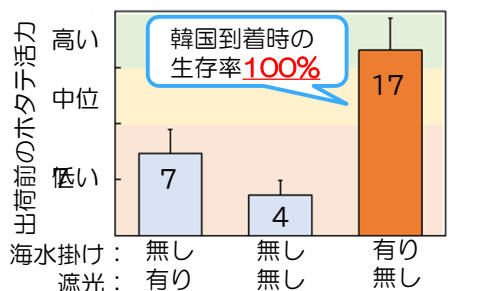 出荷前のホタテ活力
高い
中位
低い
韓国到着時の
生存率100%
7
4
17
海水掛け： 無し 無し 有り
遮光： 有り 無し 無し